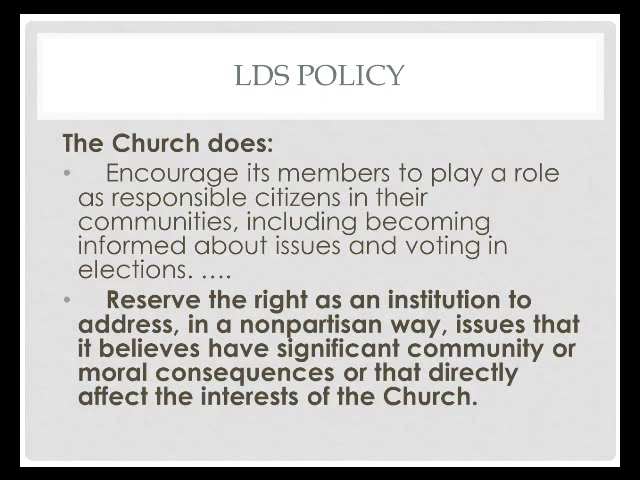 LDS POLICY
The Church does:
• Encourage its members to play a role
as responsible citizens in their
communities, including becoming
informed about issues and voting in
elections. ….
• Reserve the right as an institution to
address, in a nonpartisan way, issues that
it believes have significant community or
moral consequences or that directly
affect the interests of the Church.